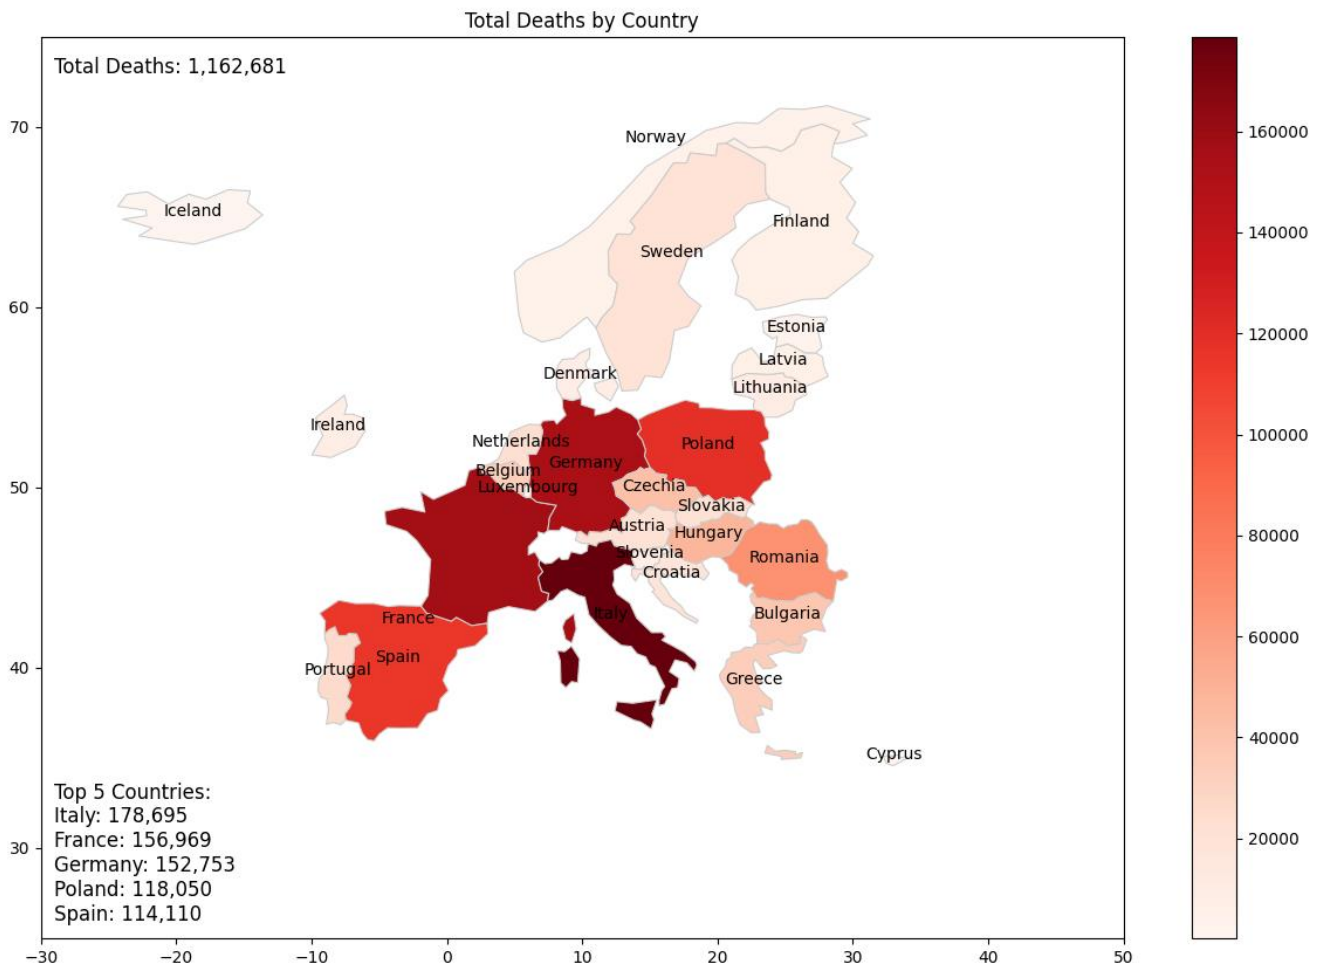 Total Deaths by Country
Total Deaths: 1,162,681
70
60
50
40
30
Norway
Iceland
Finland
Sweden
Estonia
Latvia
Denmark
Lithuania
Ireland
Netherlands
Poland
Germany
Belgium
Luxembourg
Czechia
Slovakia
Austria
Hungary
Slovenia
Romania
Croatia
Italy
Bulgaria
France
Spain
Portugal
Greece
Cyprus
Top 5 Countries:
Italy: 178,695
France: 156,969
Germany: 152,753
Poland: 118,050
Spain: 114,110
−30 −20 −10 0 10 20 30 40 50
160000
140000
120000
100000
80000
60000
40000
20000